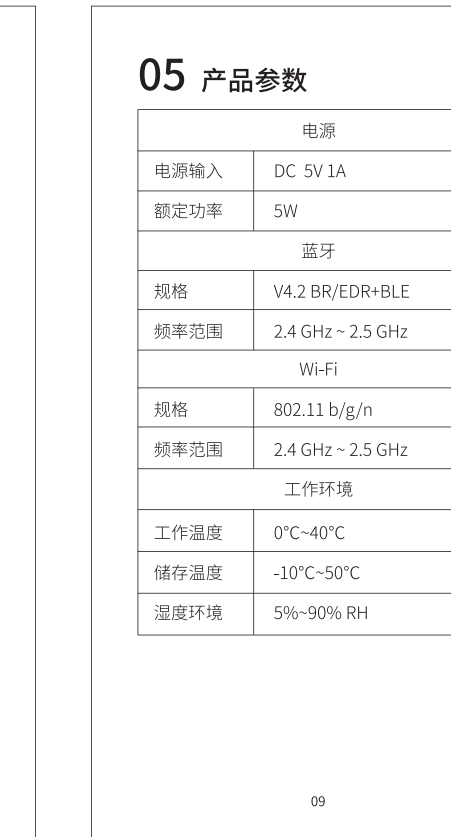 05 产品参数
电源
电源输入 DC 5V 1A
额定功率 5W
蓝牙
规格 V4.2 BR/EDR+BLE
频率范围 2.4 GHz ~ 2.5 GHz
Wi-Fi
规格 802.11 b/g/n
频率范围 2.4 GHz ~ 2.5 GHz
工作环境
工作温度 0°C~40°C
储存温度 -10°C~50°C
湿度环境 5%~90% RH
09